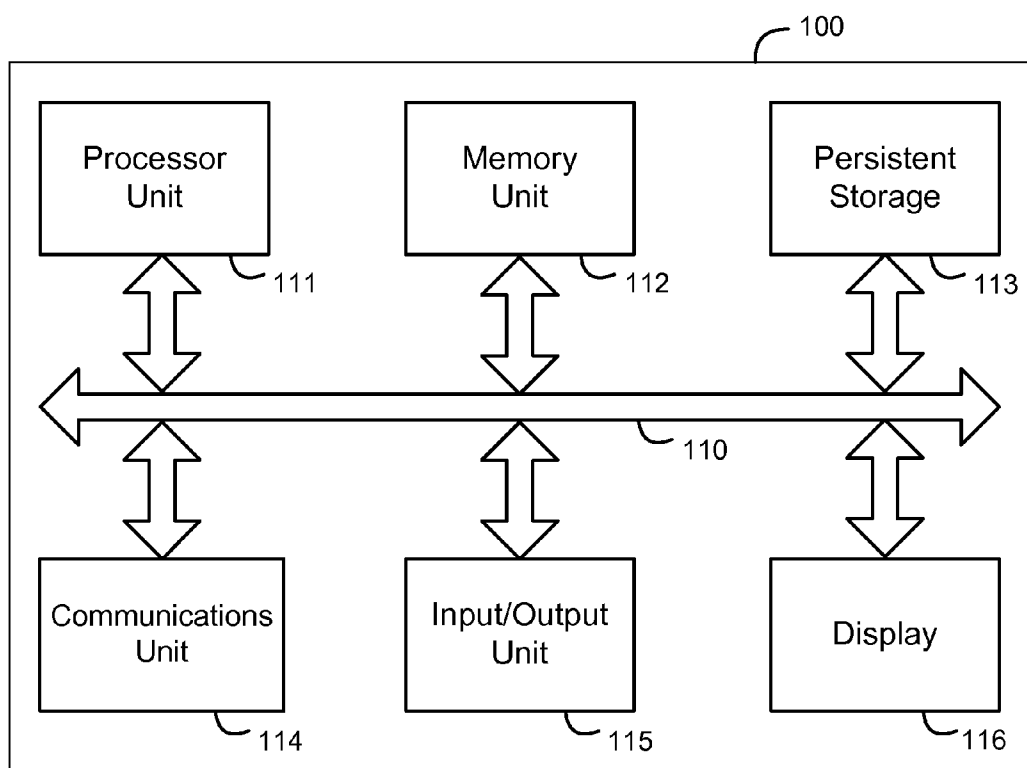 100
Processor
Unit
111
Memory
Unit
112
Persistent
Storage
113
110
Communications
Unit
114
Input/Output
Unit
115
Display
116